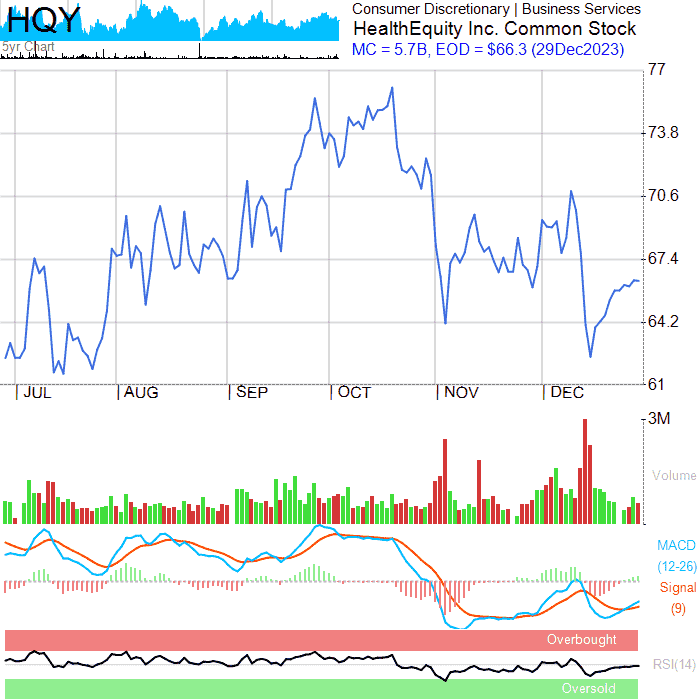 HQY
5yr Chart
Consumer Discretionary | Business Services
HealthEquity Inc. Common Stock
MC = 5.7B, EOD = $66.3 (29Dec2023)
77
73.8
70.6
67.4
64.2
61
| JUL | AUG | SEP | OCT | NOV | DEC
3M
Volume
MACD
(12-26)
Signal
(9)
Overbought
RSI(14)
Oversold